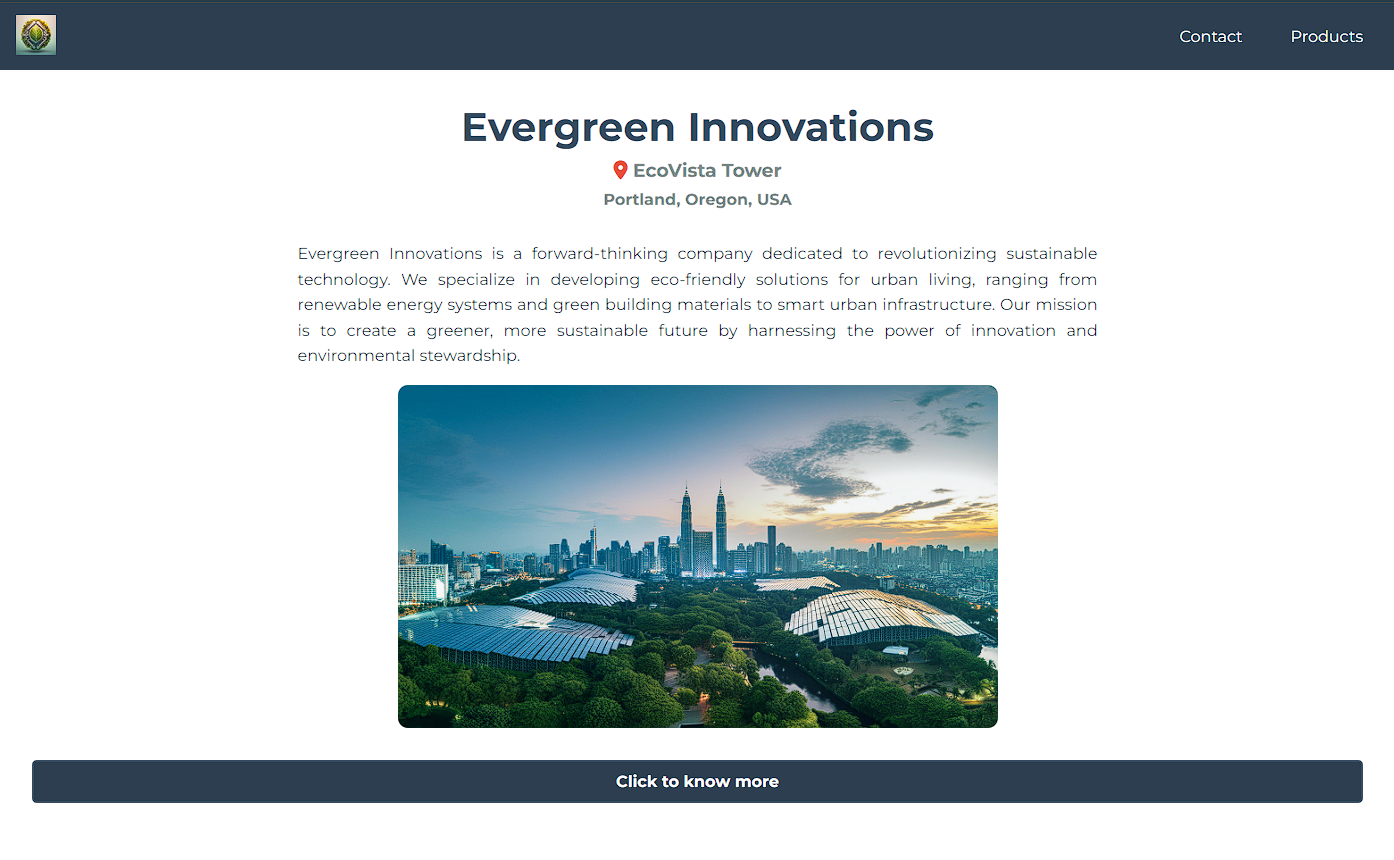 Contact Products
Evergreen Innovations
EcoVista Tower
Portland, Oregon, USA
Evergreen Innovations is a forward-thinking company dedicated to revolutionizing sustainable
technology. We specialize in developing eco-friendly solutions for urban living, ranging from
renewable energy systems and green building materials to smart urban infrastructure. Our mission
is to create a greener, more sustainable future by harnessing the power of innovation and
environmental stewardship.
Click to know more